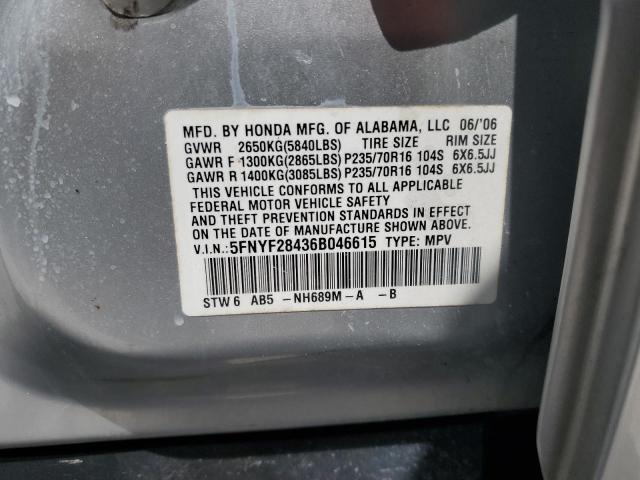 MFD. BY HONDA MFG. OF ALABAMA, LLC 06/'06
GVWR 2650KG(5840LBS) TIRE SIZE RIM SIZE
GAWR F 1300KG(2865LBS) P235/70R16 104S 6X6.5JJ
GAWR R 1400KG(3085LBS) P235/70R16 104S 6X6.5JJ
THIS VEHICLE CONFORMS TO ALL APPLICABLE
FEDERAL MOTOR VEHICLE SAFETY
AND THEFT PREVENTION STANDARDS IN EFFECT
ON THE DATE OF MANUFACTURE SHOWN ABOVE.
V.I.N.: 5FNYF28436B046615 TYPE: MPV
STW6 AB5 -NH689M-A -B